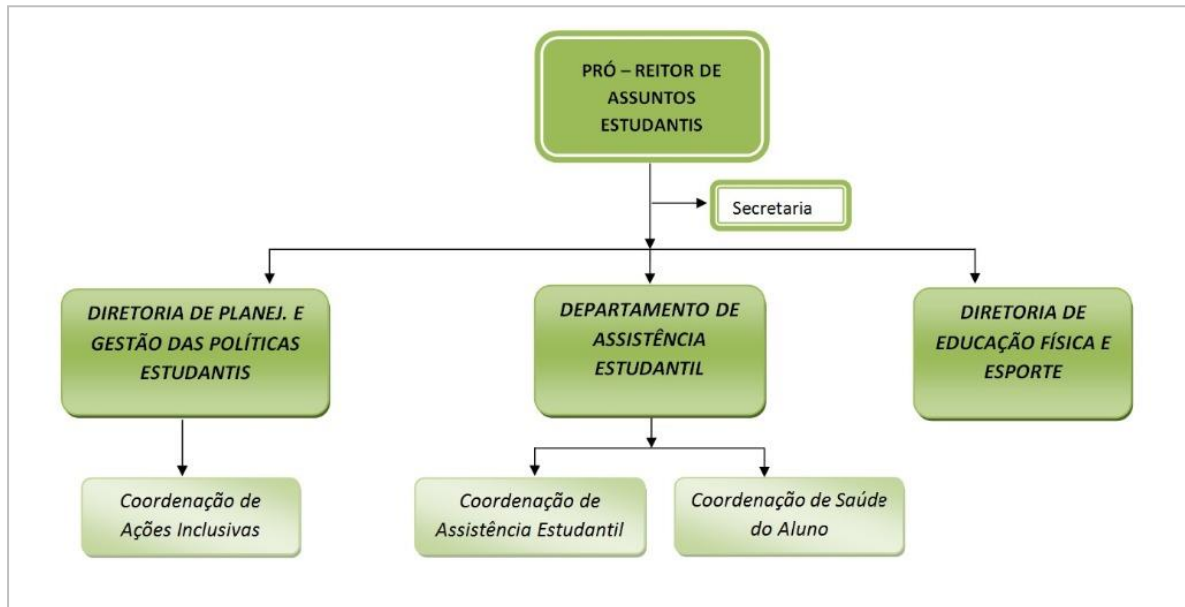 PRÓ – REITOR DE
ASSUNTOS
ESTUDANTIS
Secretaria
DIRETORIA DE PLANEJ. E
GESTÃO DAS POLÍTICAS
ESTUDANTIS
DEPARTAMENTO DE
ASSISTÊNCIA
ESTUDANTIL
DIRETORIA DE
EDUCAÇÃO FÍSICA E
ESPORTE
Coordenação de
Ações Inclusivas
Coordenação de
Assistência Estudantil
Coordenação de Saúde
do Aluno